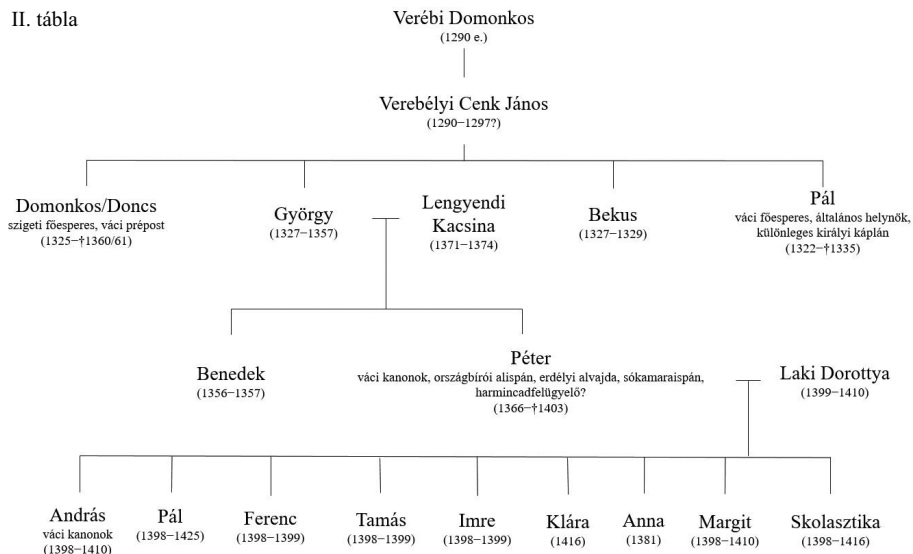 II. tábla
Verébi Domonkos
(1290 e.)
Verebélyi Cenk János
(1290−1297?)
Domonkos/Doncs
szigeti főesperes, váci prépost
(1325−†1360/61)
György
(1327−1357)
Lengyendi
Kacsina
(1371−1374)
Bekus
(1327−1329)
Pál
váci főesperes, általános helynök,
különleges királyi káplán
(1322−†1335)
Benedek
(1356−1357)
Péter
váci kanonok, országbírói alispán, erdélyi alvajda, sókamaraispán,
harmincadfelügyelő?
(1366−†1403)
Laki Dorottya
(1399−1410)
András
váci kanonok
(1398−1410)
Pál
(1398−1425)
Ferenc
(1398−1399)
Tamás
(1398−1399)
Imre
(1398−1399)
Klára
(1416)
Anna
(1381)
Margit
(1398−1410)
Skolasztika
(1398−1416)